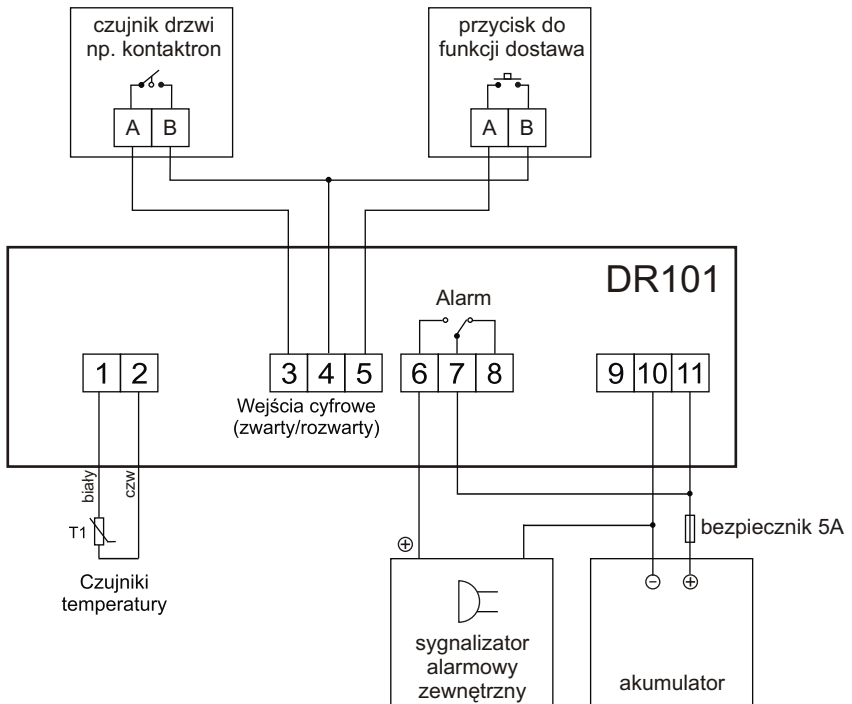 czujnik drzwi
np. kontaktron
A B
przycisk do
funkcji dostawa
A B
DR101
Alarm
1 2
3 4 5
6 7 8
9 10 11
Wejścia cyfrowe
(zwarty/rozwarty)
biały
czw
T1
Czujniki
temperatury
bezpiecznik 5A
sygnalizator
alarmowy
zewnętrzny
akumulator